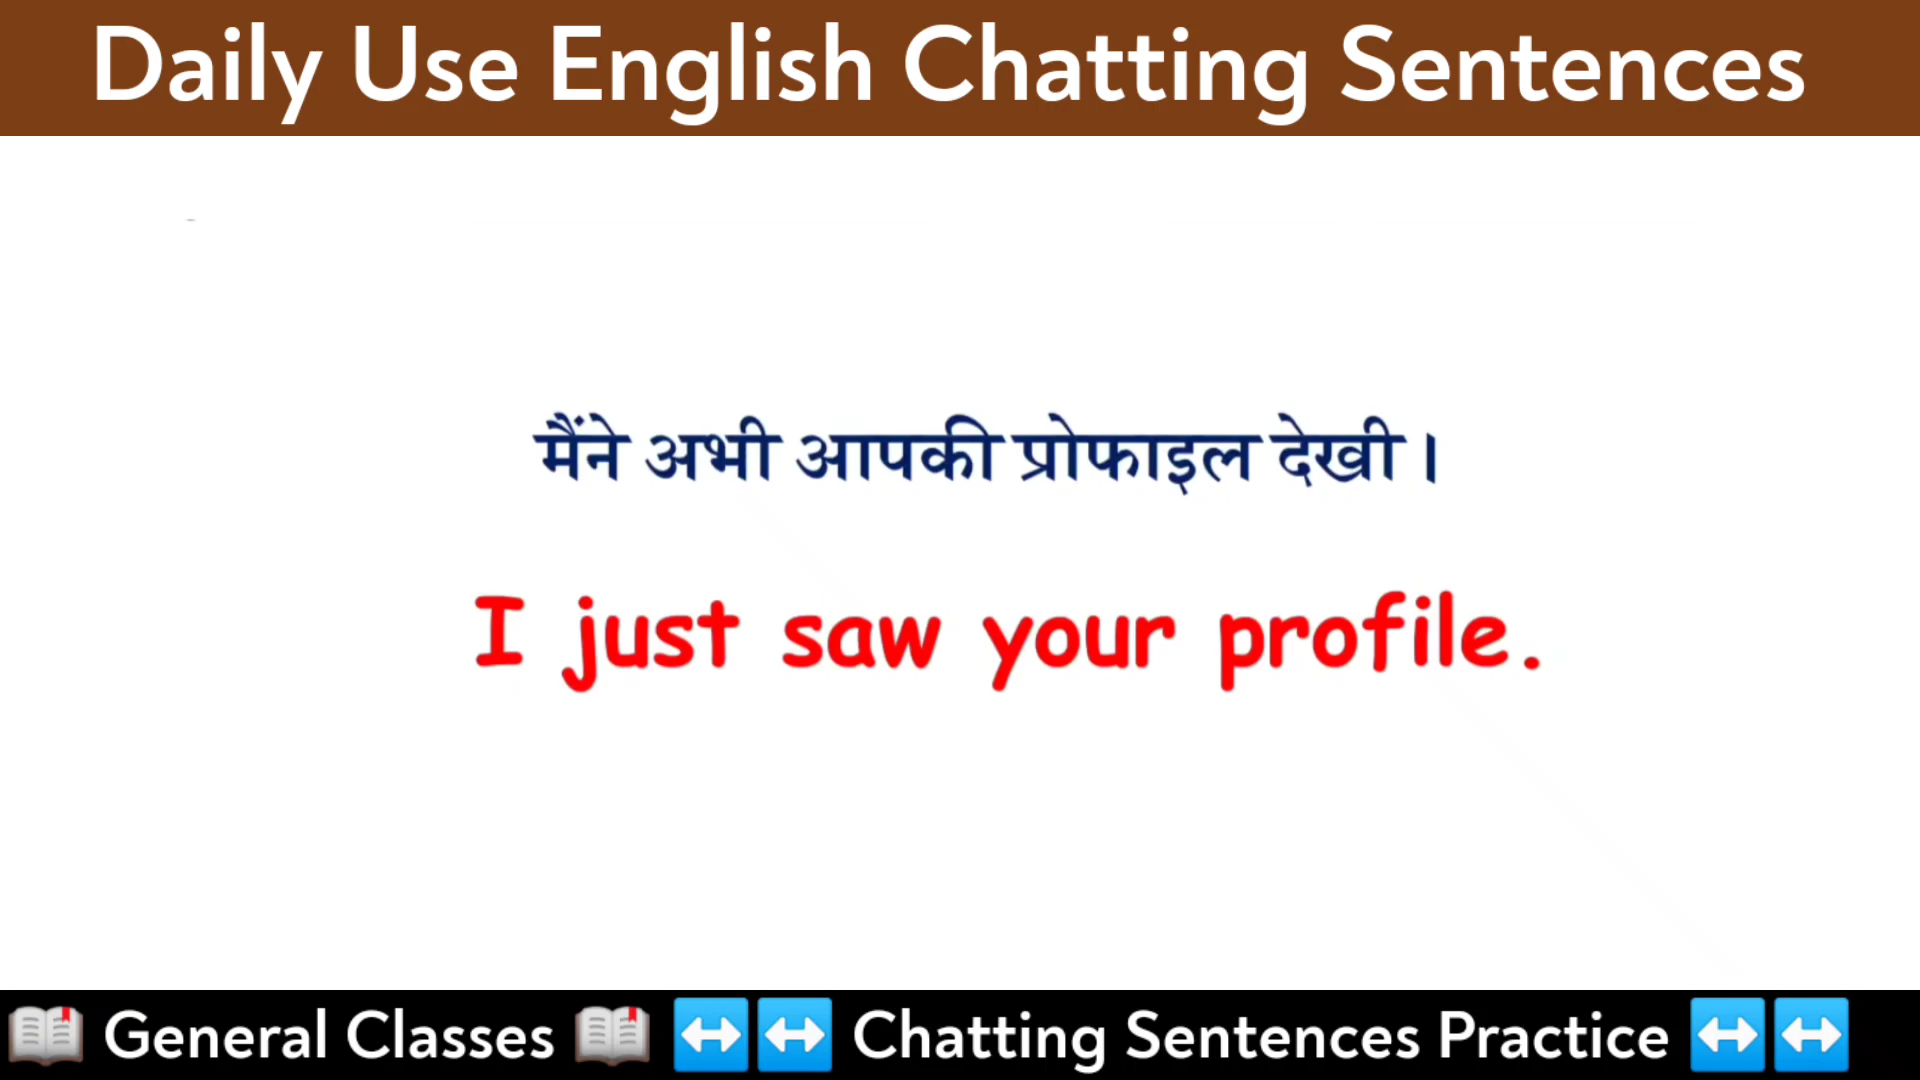 Daily Use English Chatting Sentences
मैंने अभी आपकी प्रोफाइल देखी।
I just saw your profile.
📖 General Classes 📖 ↔️↔️ Chatting Sentences Practice ↔️↔️